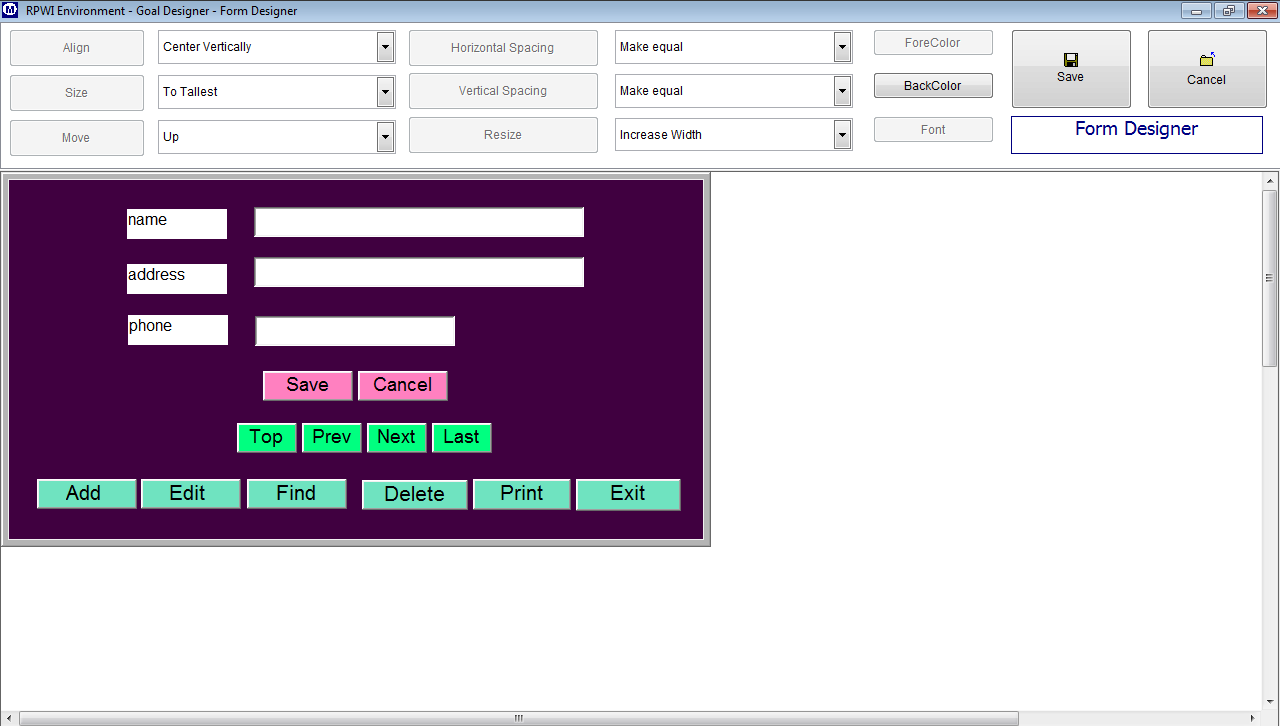 RPWI Environment - Goal Designer - Form Designer
Align Center Vertically Horizontal Spacing Make equal ForeColor
Size To Tallest Vertical Spacing Make equal BackColor
Move Up Resize Increase Width Font
Save Cancel
Form Designer
name
address
phone
Save Cancel
Top Prev Next Last
Add Edit Find Delete Print Exit